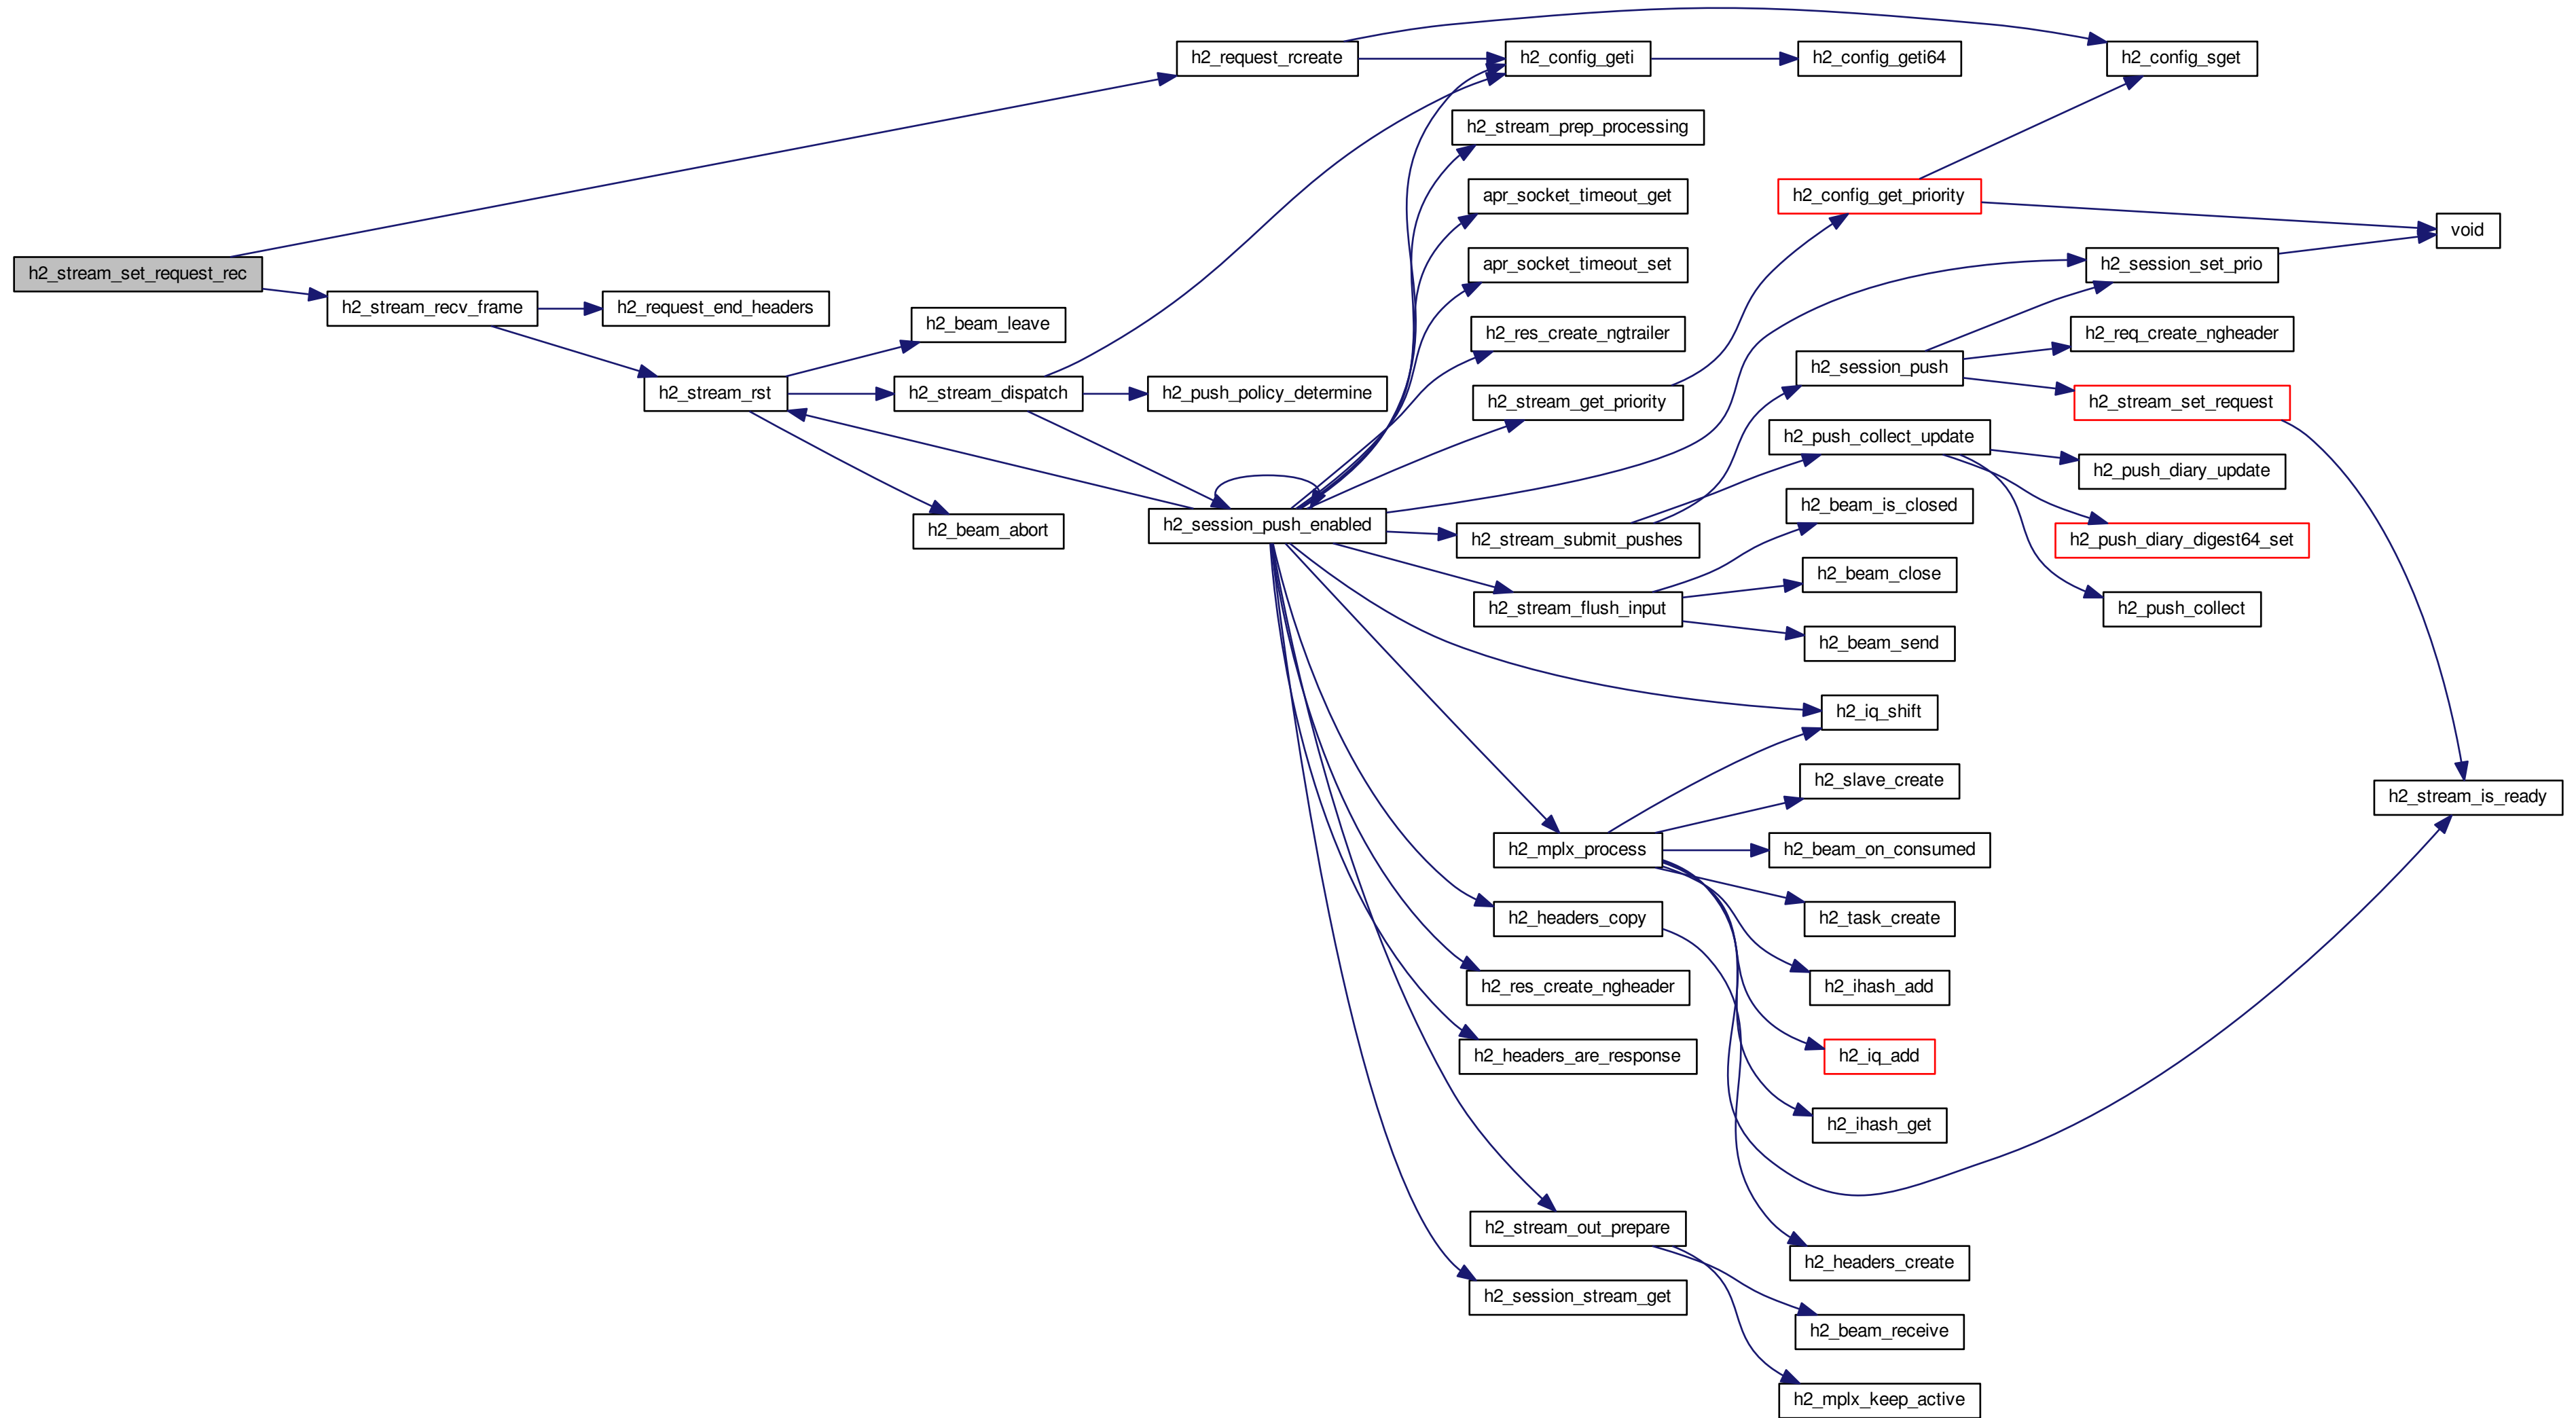 h2_stream_set_request_rec
h2_request_rcreate
h2_stream_recv_frame
h2_request_end_headers
h2_stream_rst
h2_beam_leave
h2_stream_dispatch
h2_beam_abort
h2_push_policy_determine
h2_session_push_enabled
h2_config_geti
h2_config_geti64
h2_config_sget
h2_stream_prep_processing
apr_socket_timeout_get
apr_socket_timeout_set
h2_res_create_ngtrailer
h2_stream_get_priority
h2_stream_submit_pushes
h2_stream_flush_input
h2_mplx_process
h2_headers_copy
h2_res_create_ngheader
h2_headers_are_response
h2_stream_out_prepare
h2_session_stream_get
h2_config_get_priority
h2_session_push
h2_push_collect_update
h2_beam_is_closed
h2_beam_close
h2_beam_send
h2_iq_shift
h2_slave_create
h2_beam_on_consumed
h2_task_create
h2_ihash_add
h2_iq_add
h2_ihash_get
h2_headers_create
h2_beam_receive
h2_mplx_keep_active
h2_session_set_prio
h2_req_create_ngheader
h2_stream_set_request
h2_push_diary_update
h2_push_diary_digest64_set
h2_push_collect
void
h2_stream_is_ready